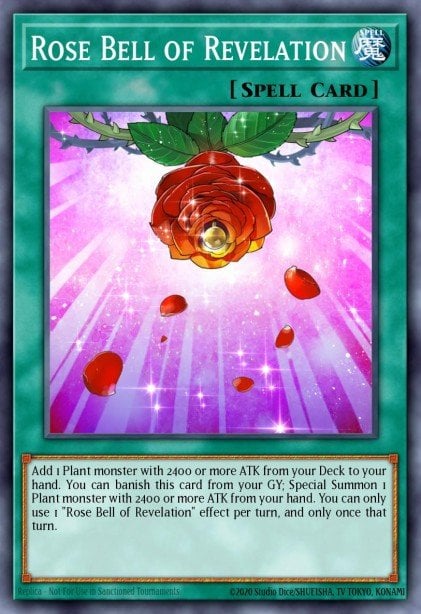 Rose Bell of Revelation
SPELL
魔
[Spell Card]
Add 1 Plant monster with 2400 or more ATK from your Deck to your
hand. You can banish this card from your GY; Special Summon 1
Plant monster with 2400 or more ATK from your hand. You can only
use 1 "Rose Bell of Revelation" effect per turn, and only once that
turn.
Replica - Not For Use in Sanctioned Tournaments
©2020 Studio Dice/SHUEISHA, TV TOKYO, KONAMI